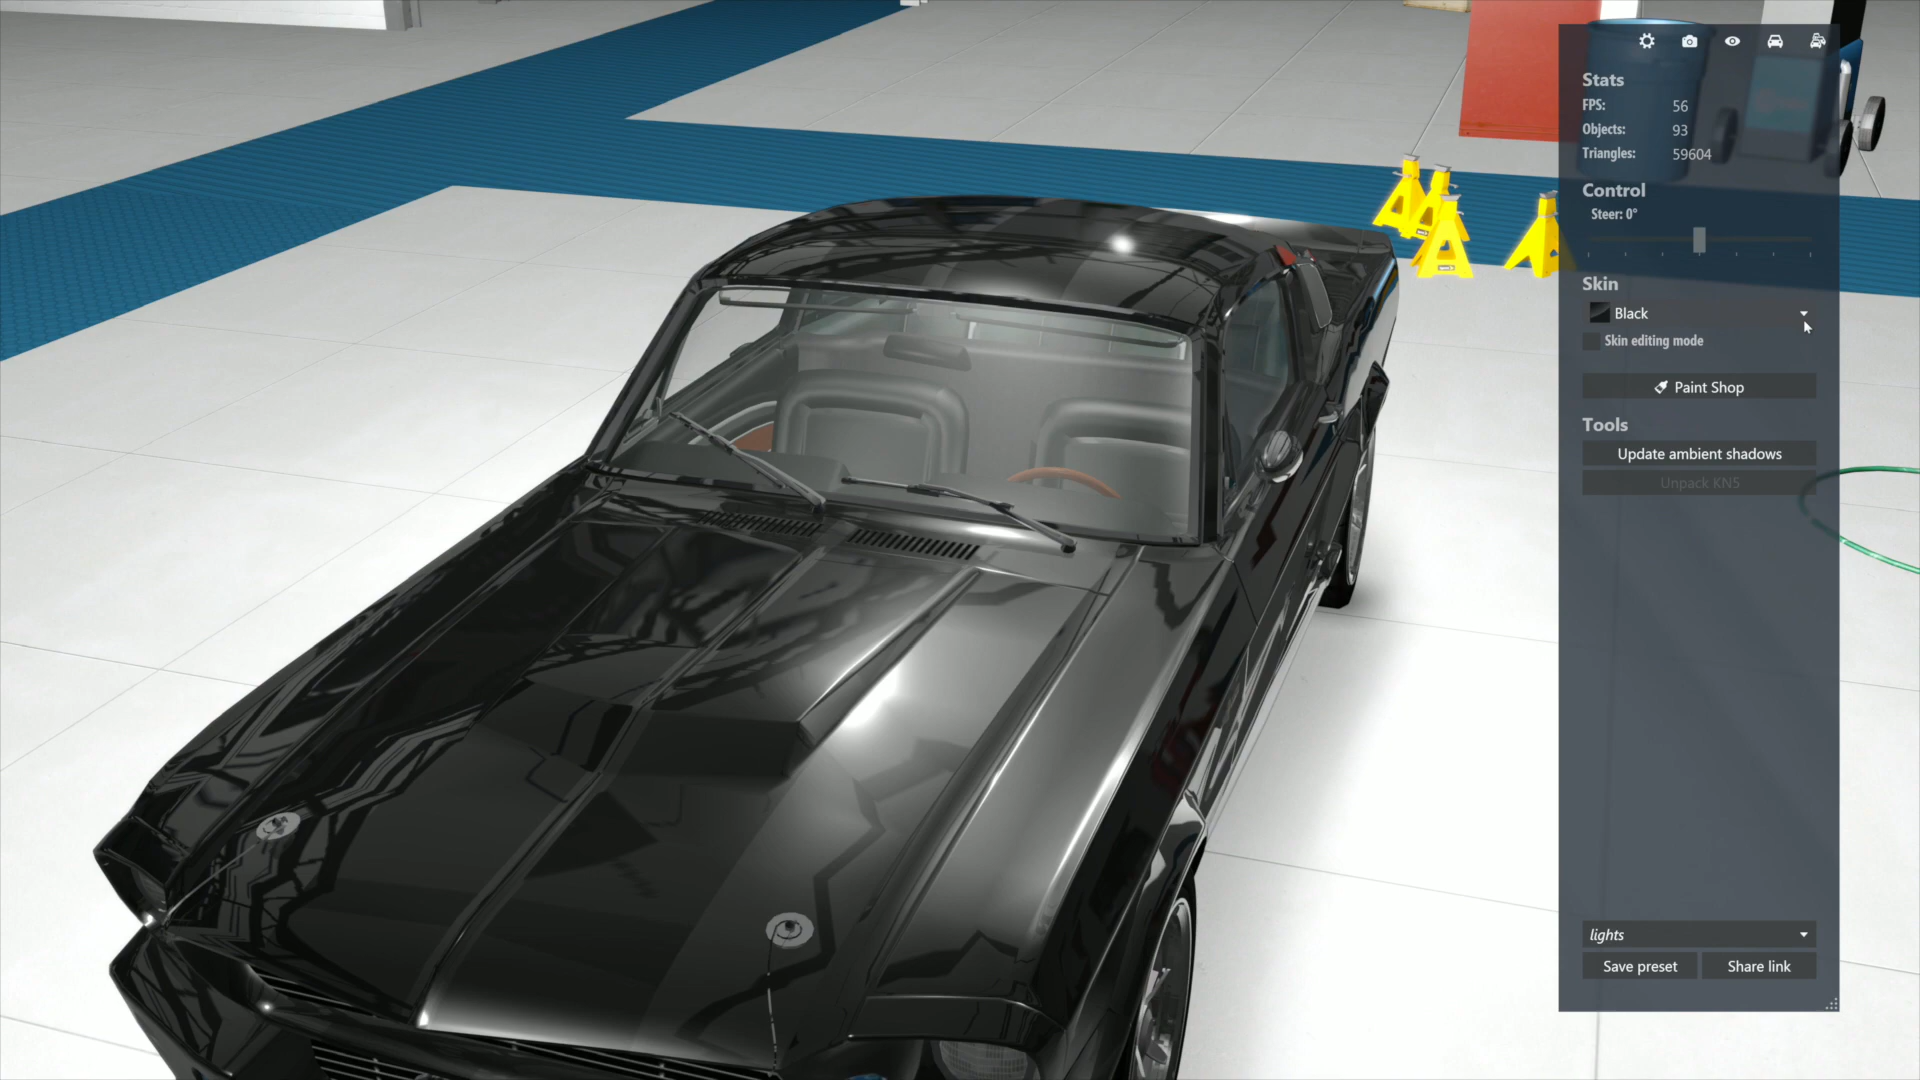 Stats
FPS: 56
Objects: 93
Triangles: 59604
Control
Steer: 0°
Skin
Black
Skin editing mode
Paint Shop
Tools
Update ambient shadows
Unpack KN5
lights
Save preset Share link